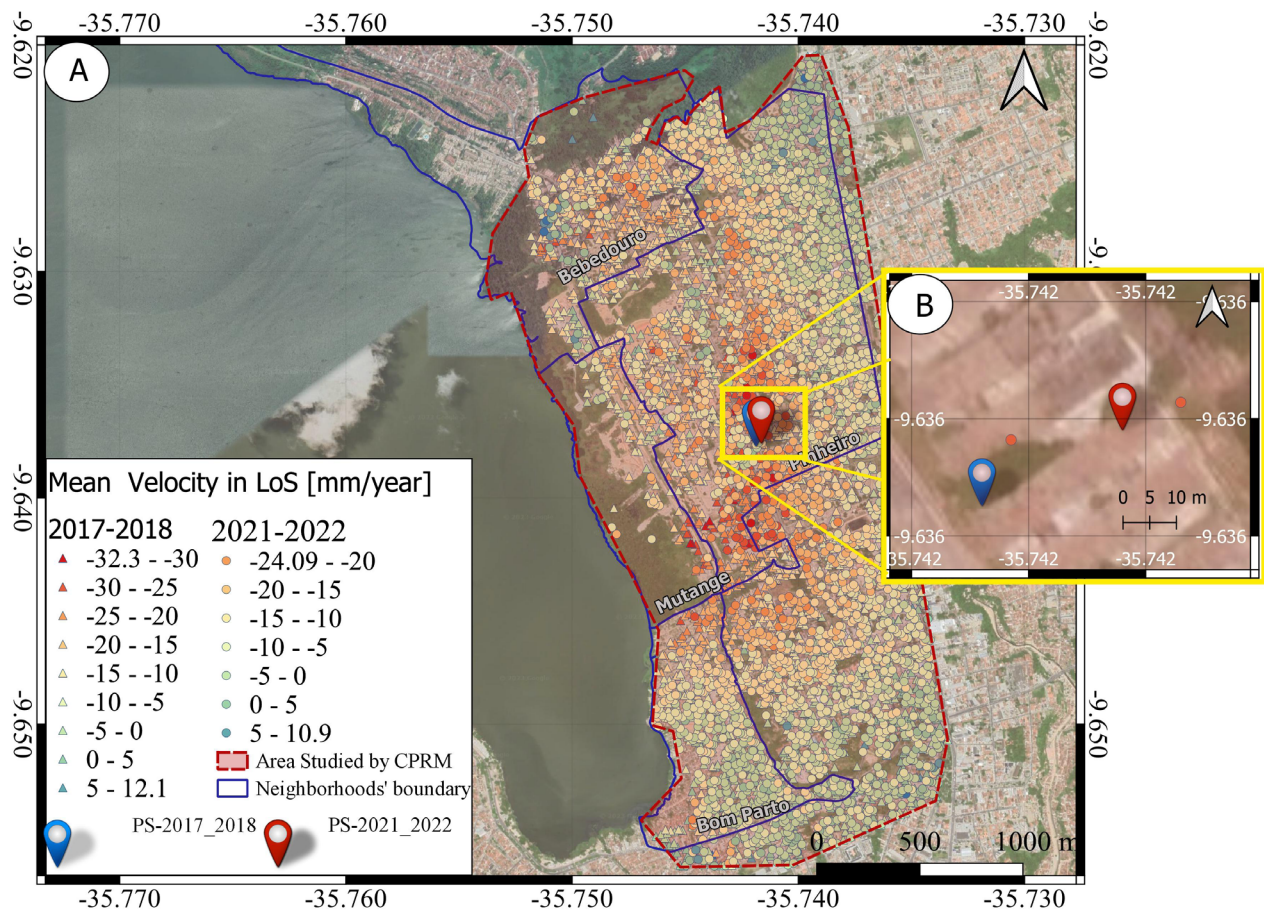 -35.770 -35.760 -35.750 -35.740 -35.730
-9.620 -9.620
A
-9.630 -9.6
Bebedouro
B
-35.742 -35.742
-9.636
-9.636 -9.636
0 5 10 m
-9.636 -9.636
35.742 -35.742 -35.742
Pinheiro
-9.640
Mutange
Mean Velocity in LoS [mm/year]
2017-2018 2021-2022
-32.3 - -30 -24.09 - -20
-30 - -25 -20 - -15
-25 - -20 -15 - -10
-20 - -15 -10 - -5
-15 - -10 -5 - 0
-10 - -5 0 - 5
-5 - 0 5 - 10.9
0 - 5 Area Studied by CPRM
5 - 12.1 Neighborhoods' boundary
PS-2017_2018 PS-2021_2022
-9.650 -9.650
Bom Parto
0 500 1000 m
-35.770 -35.760 -35.750 -35.740 -35.730